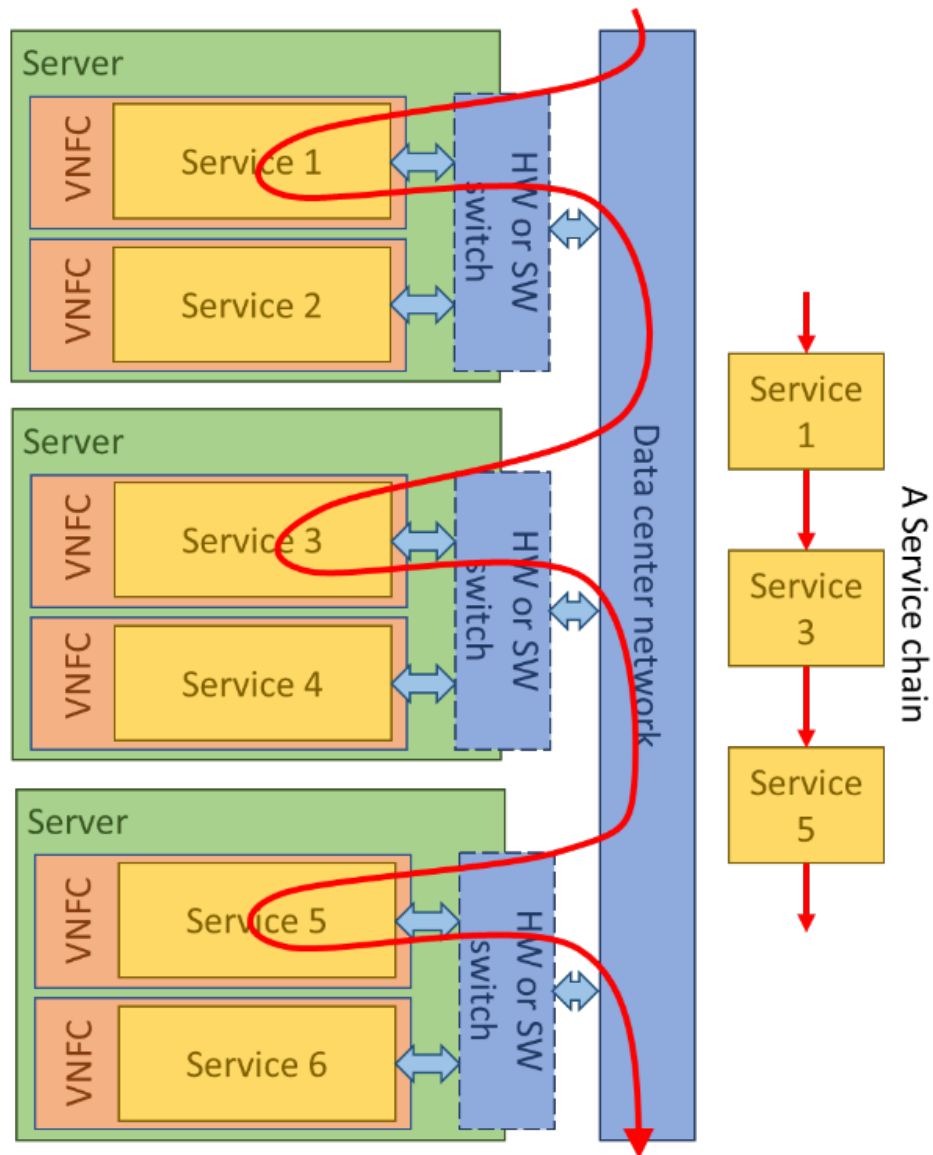 Server
VNFC
Service 1
VNFC
Service 2
HW or SW
switch
Server
VNFC
Service 3
VNFC
Service 4
HW or SW
switch
Server
VNFC
Service 5
VNFC
Service 6
HW or SW
switch
Data center network
Service
1
Service
3
Service
5
A Service chain